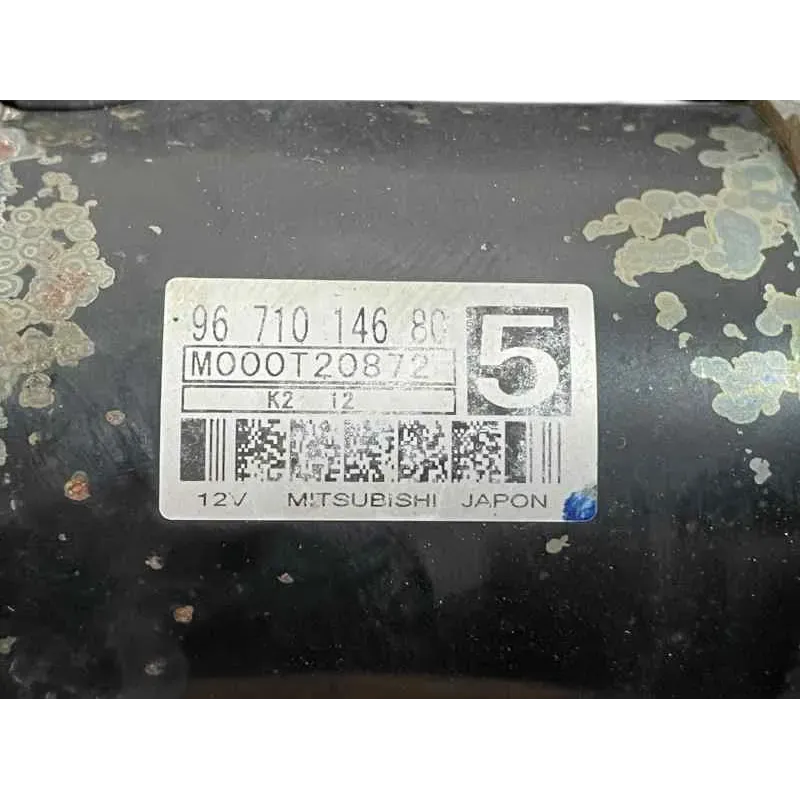 96 710 146 80
5
M000T20872
K2 12
12V MITSUBISHI JAPON